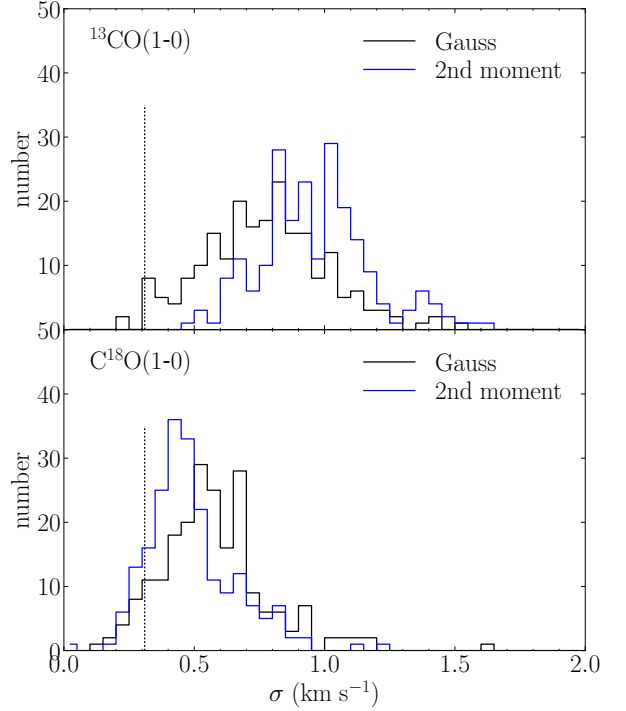 50
¹³CO(1-0)
Gauss
2nd moment
40
30
number
20
10
50
C¹⁸O(1-0)
Gauss
2nd moment
40
30
number
20
10
0
0.0 0.5 1.0 1.5 2.0
σ (km s⁻¹)